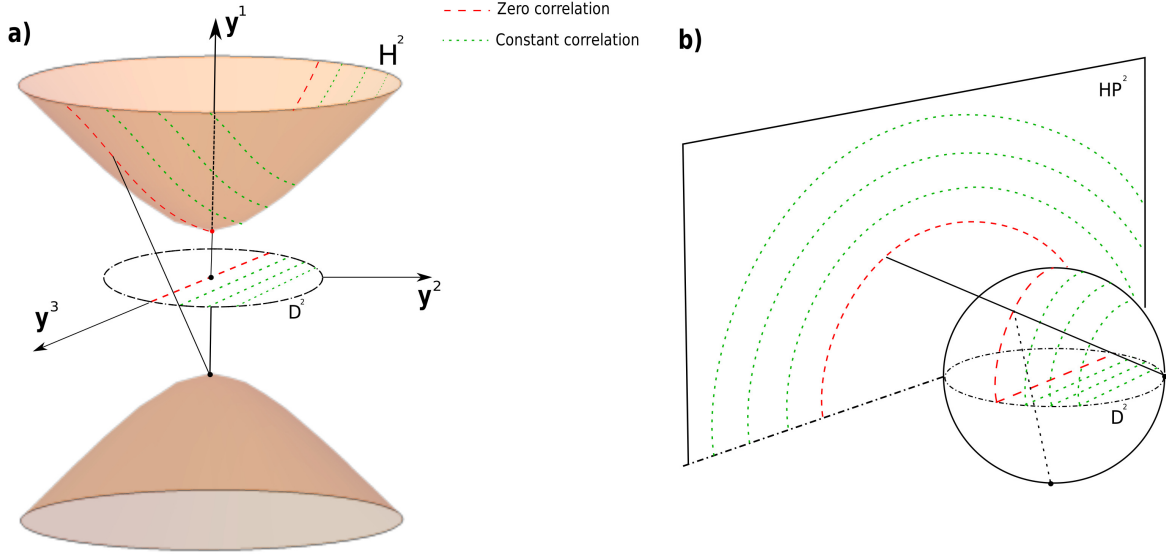 a)
y¹
Zero correlation
Constant correlation
H²
y²
y³
D²
b)
HP²
D²